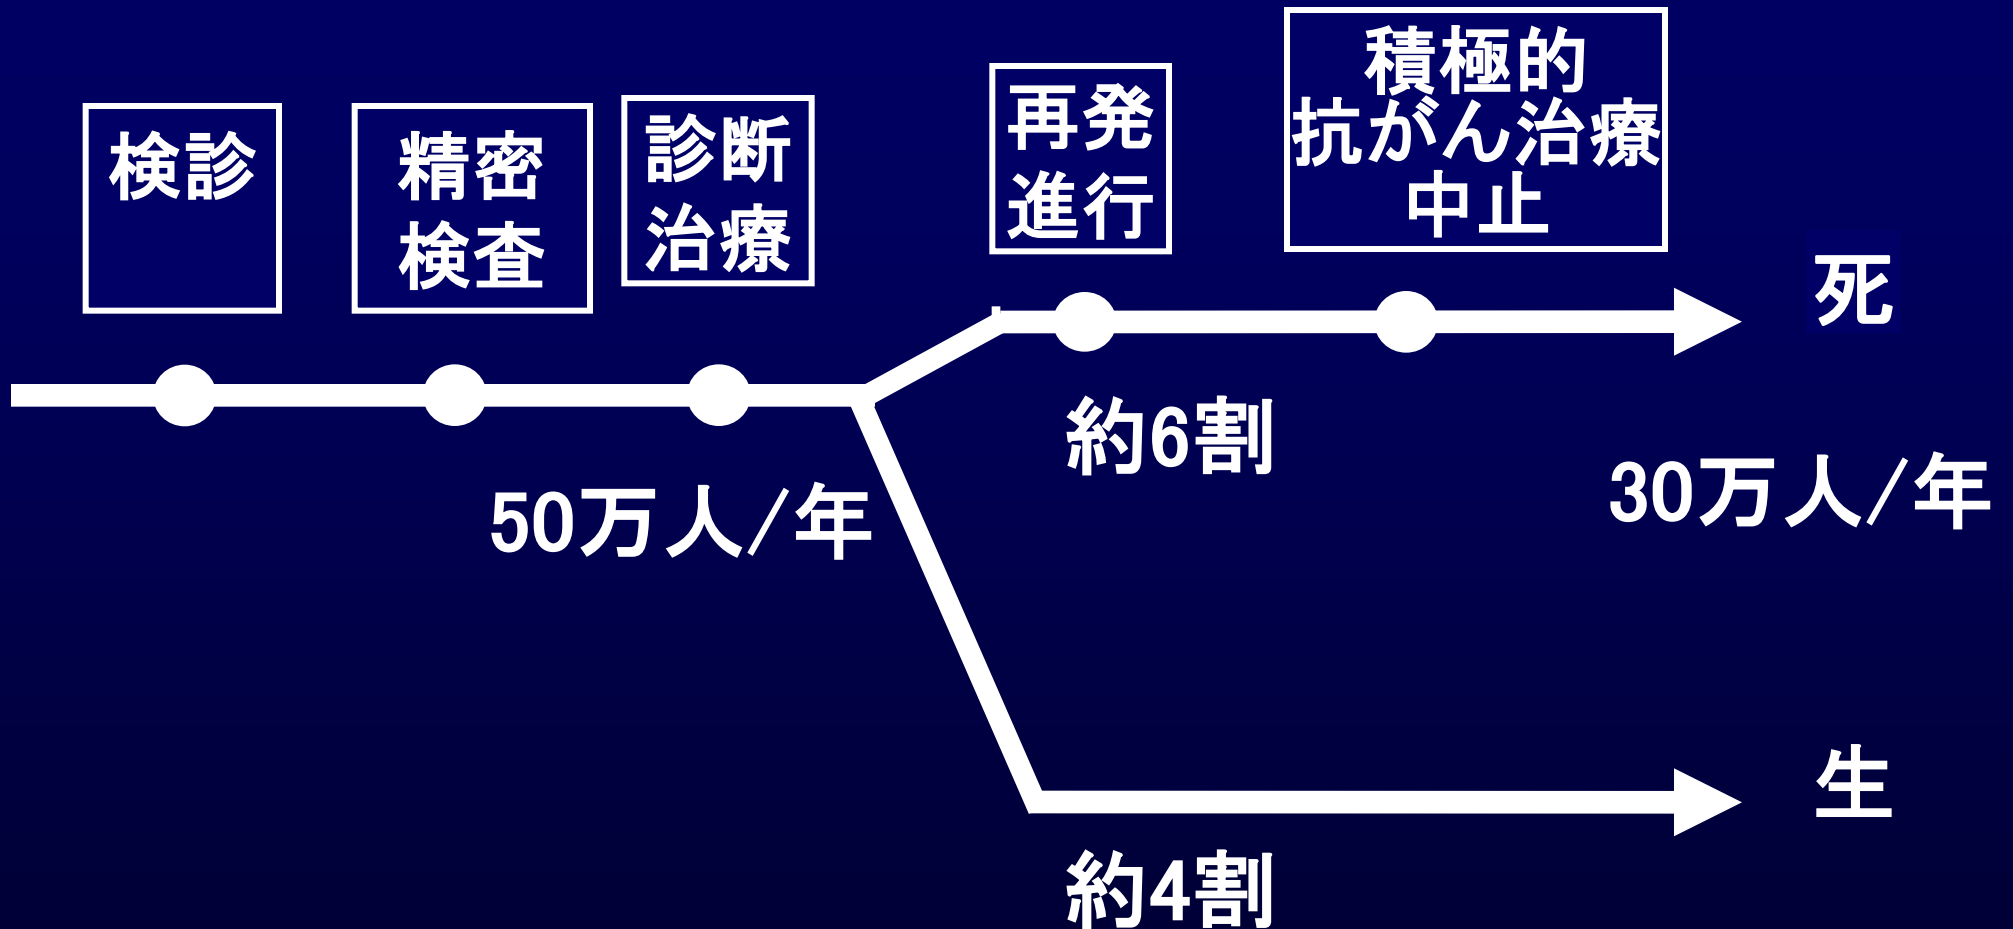 検診
精密
検査
診断
治療
再発
進行
積極的
抗がん治療
中止
死
約6割
50万人/年
30万人/年
生
約4割